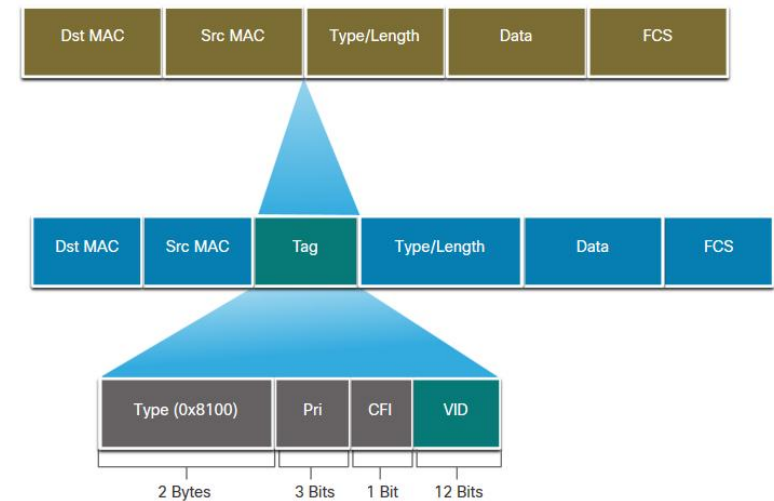 Dst MAC Src MAC Type/Length Data FCS
Dst MAC Src MAC Tag Type/Length Data FCS
Type (0x8100) Pri CFI VID
2 Bytes 3 Bits 1 Bit 12 Bits